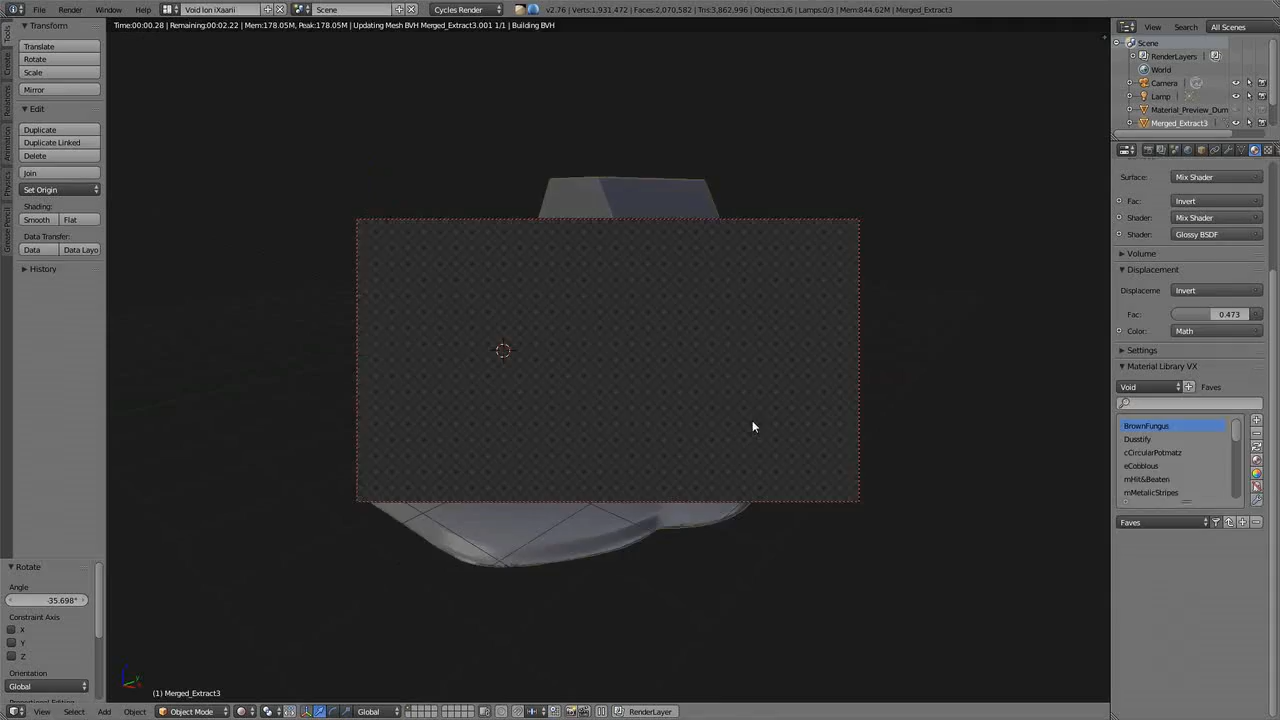 File Render Window Help Void Ion iXaarii Scene Cycles Render v2.76 | Verts:1,931,472 | Faces:2,070,582 | Tris:3,862,996 | Objects:1/6 | Lamps:0/3 | Mem:844.62M | Merged_Extract3
Time:00:00.28 | Remaining:00:02.22 | Mem:178.05M, Peak:178.05M | Updating Mesh BVH Merged_Extract3.001 1/1 | Building BVH
View Search All Scenes
Tools
Create
Relations
Animation
Physics
Grease Pencil
Transform
Translate
Rotate
Scale
Mirror
Edit
Duplicate
Duplicate Linked
Delete
Join
Set Origin
Shading:
Smooth Flat
Data Transfer:
Data Data Layo
History
Rotate
Angle
-35.698°
Constraint Axis
X
Y
Z
Orientation
Global
(1) Merged_Extract3
View Select Add Object Object Mode Global RenderLayer
Scene
RenderLayers
World
Camera
Lamp
Material_Preview_Dum
Merged_Extract3
Surface: Mix Shader
Fac: Invert
Shader: Mix Shader
Shader: Glossy BSDF
Volume
Displacement
Displaceme Invert
Fac: 0.473
Color: Math
Settings
Material Library VX
Void Faves
BrownFungus
Dusstify
cCircularPotmatz
eCobblous
mHit&Beaten
mMetalicStripes
Faves